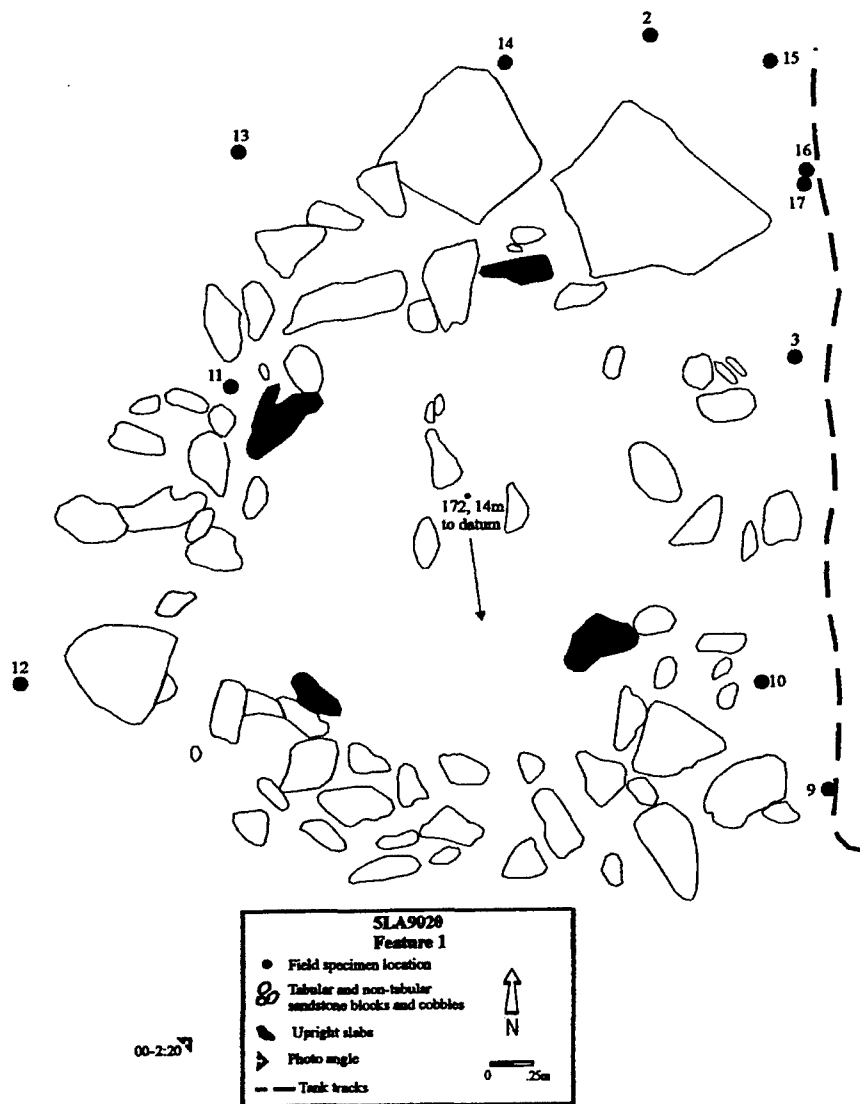 2
14
15
13
16
17
3
11
172, 14m
to datum
12
10
9
5LA9020
Feature 1
Field specimen location
Tabular and non-tabular
sandstone blocks and cobbles
Upright slabs
N
Photo angle
0 .25m
Tank tracks
00-2:20